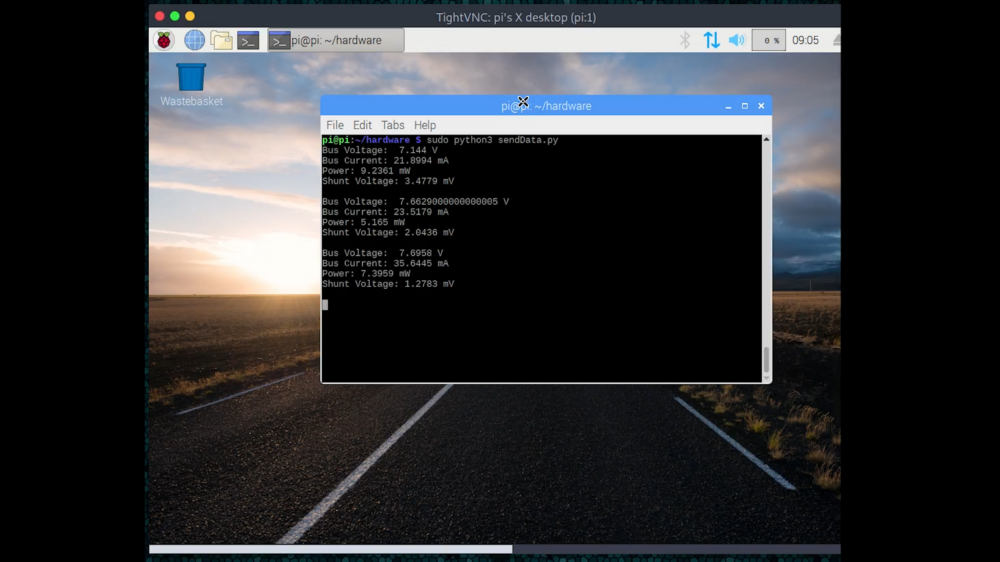 TightVNC: pi's X desktop (pi:1)
pi@pi: ~/hardware
0 %
09:05
Wastebasket
pi@pi: ~/hardware
File Edit Tabs Help
pi@pi:~/hardware $ sudo python3 sendData.py
Bus Voltage:  7.144 V
Bus Current: 21.8994 mA
Power: 9.2361 mW
Shunt Voltage: 3.4779 mV
Bus Voltage:  7.6629000000000005 V
Bus Current: 23.5179 mA
Power: 5.165 mW
Shunt Voltage: 2.0436 mV
Bus Voltage:  7.6958 V
Bus Current: 35.6445 mA
Power: 7.3959 mW
Shunt Voltage: 1.2783 mV